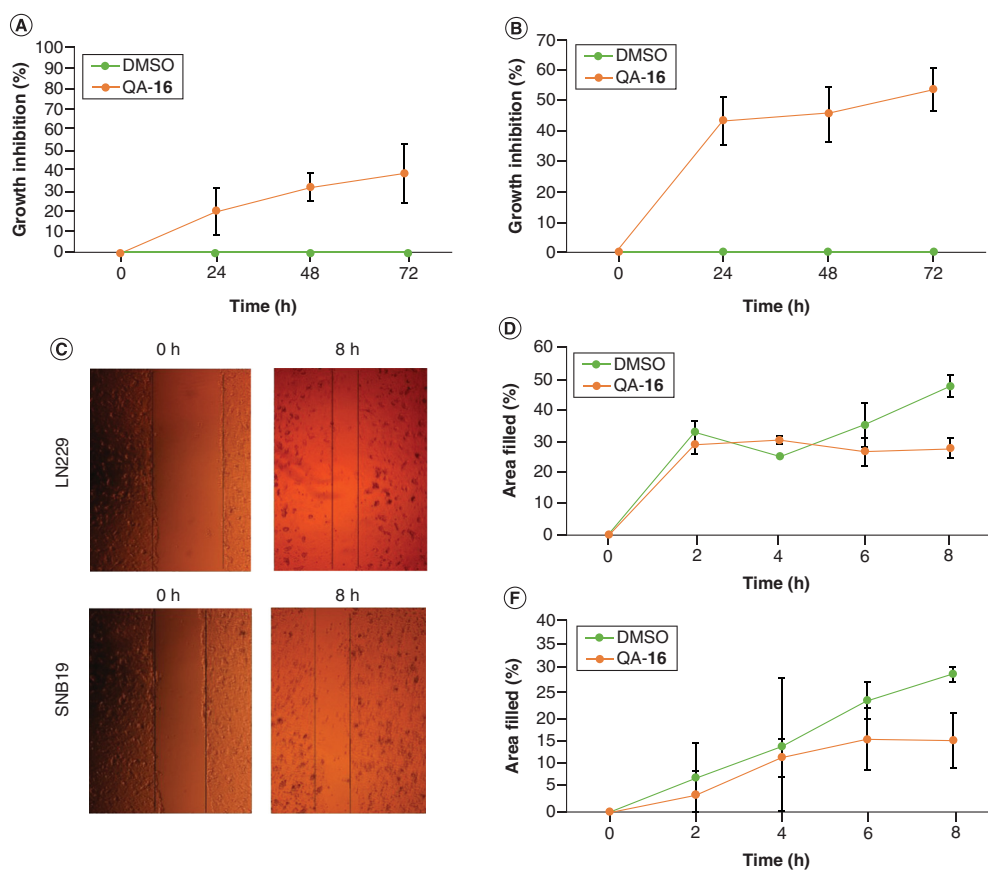 A
Growth inhibition (%)
100
90
80
70
60
50
40
30
20
10
0
DMSO
QA-16
0 24 48 72
Time (h)
B
Growth inhibition (%)
70
60
50
40
30
20
10
0
DMSO
QA-16
0 24 48 72
Time (h)
C
0 h 8 h
LN229
0 h 8 h
SNB19
D
Area filled (%)
60
50
40
30
20
10
0
DMSO
QA-16
0 2 4 6 8
Time (h)
F
Area filled (%)
40
30
25
20
15
10
5
0
DMSO
QA-16
0 2 4 6 8
Time (h)